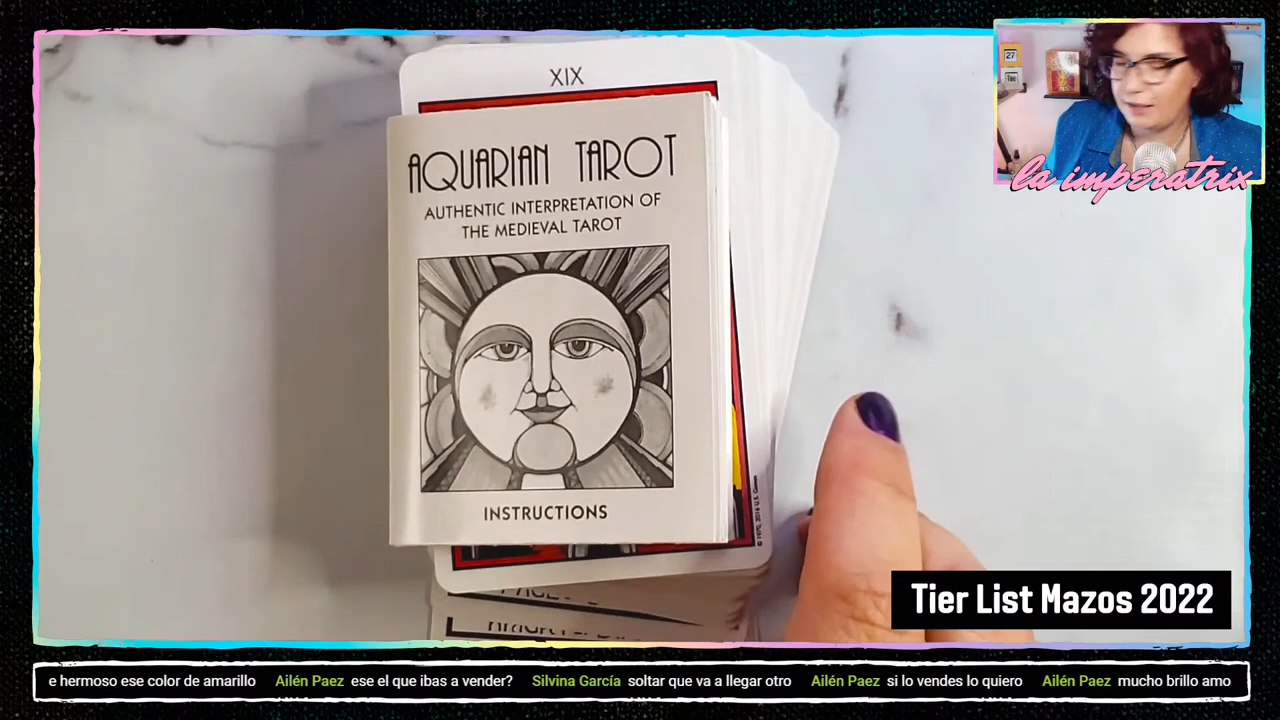 XIX
AQUARIAN TAROT
AUTHENTIC INTERPRETATION OF
THE MEDIEVAL TAROT
INSTRUCTIONS
27
la imperatrix
Tier List Mazos 2022
e hermoso ese color de amarillo Ailén Paez ese el que ibas a vender? Silvina García soltar que va a llegar otro Ailén Paez si lo vendes lo quiero Ailén Paez mucho brillo amo